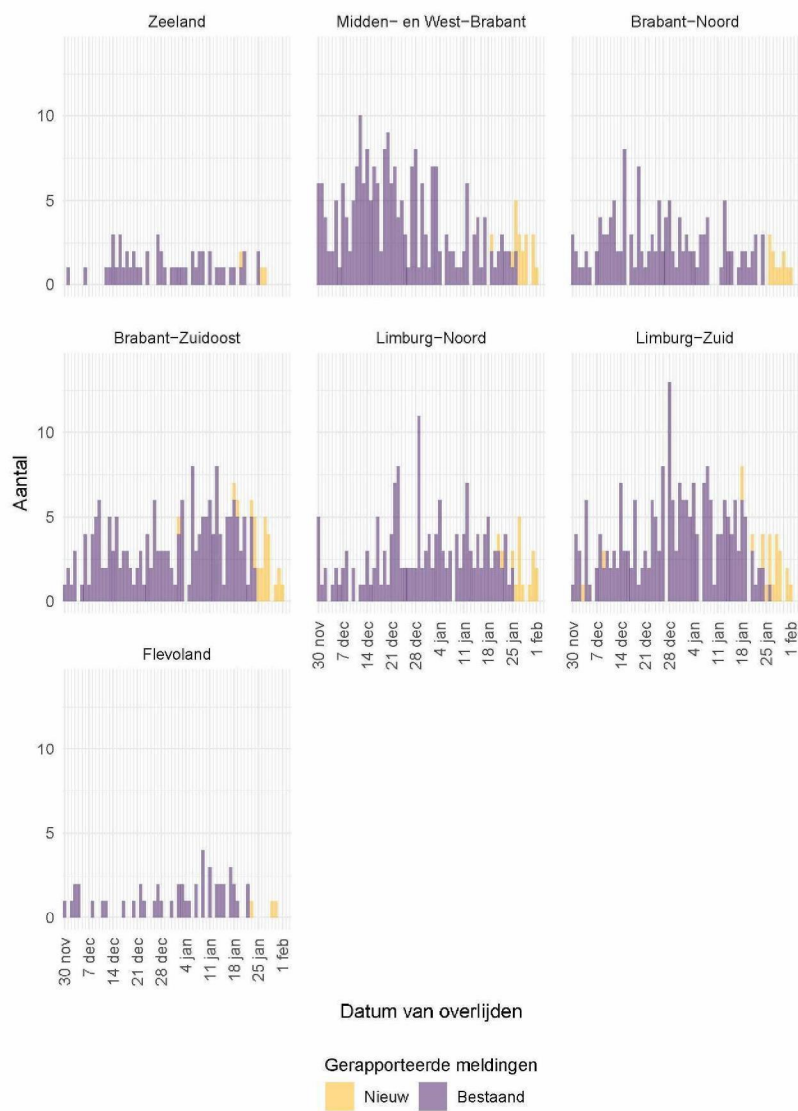 Zeeland
Midden- en West-Brabant
Brabant-Noord
10
5
0
Brabant-Zuidoost
Limburg-Noord
Limburg-Zuid
10
5
0
30 nov
7 dec
14 dec
21 dec
28 dec
4 jan
11 jan
18 jan
25 jan
1 feb
30 nov
7 dec
14 dec
21 dec
28 dec
4 jan
11 jan
18 jan
25 jan
1 feb
Flevoland
10
5
0
30 nov
7 dec
14 dec
21 dec
28 dec
4 jan
11 jan
18 jan
25 jan
1 feb
Aantal
Datum van overlijden
Gerapporteerde meldingen
Nieuw Bestaand